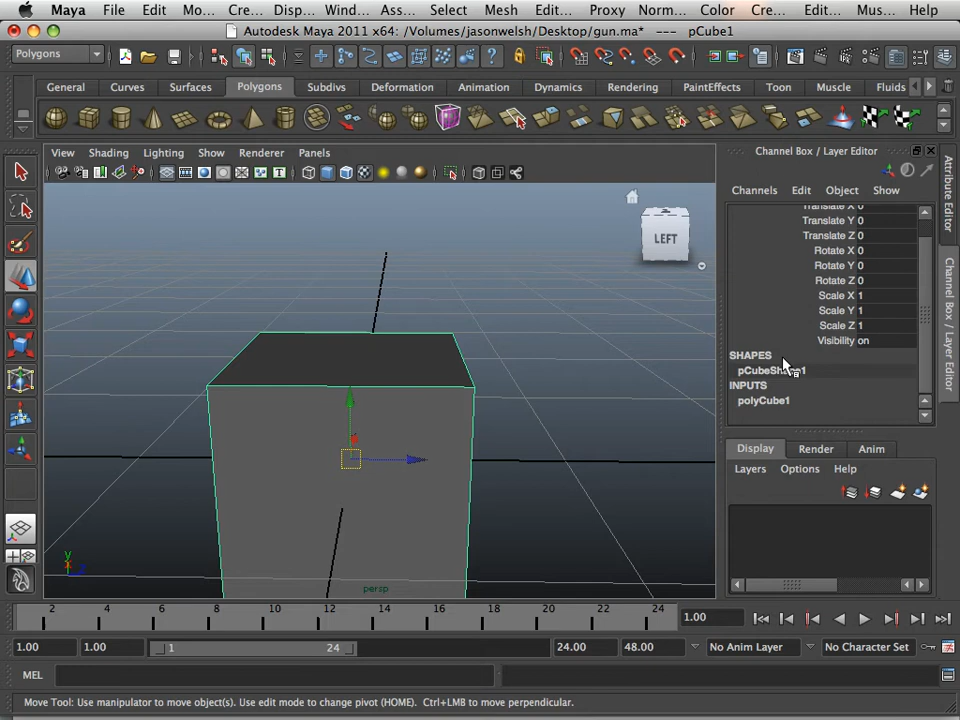 Maya File Edit Mo... Cre... Disp... Window Ass... Select Mesh Edit... Proxy Norm... Color Cre... Edit... Mus... Help
Autodesk Maya 2011 x64: /Volumes/jasonwelsh/Desktop/gun.ma* --- pCube1
Polygons
General Curves Surfaces Polygons Subdivs Deformation Animation Dynamics Rendering PaintEffects Toon Muscle Fluids
View Shading Lighting Show Renderer Panels
Channel Box / Layer Editor
Channels Edit Object Show
Translate X 0
Translate Y 0
Translate Z 0
Rotate X 0
Rotate Y 0
Rotate Z 0
Scale X 1
Scale Y 1
Scale Z 1
Visibility on
SHAPES
pCubeShape1
INPUTS
polyCube1
Attribute Editor
Channel Box / Layer Editor
LEFT
T
y
z
persp
Display Render Anim
Layers Options Help
2 4 6 8 10 12 14 16 18 20 22 24
1.00
1.00 1.00 1 24 24.00 48.00 No Anim Layer No Character Set
MEL
Move Tool: Use manipulator to move object(s). Use edit mode to change pivot (HOME). Ctrl+LMB to move perpendicular.